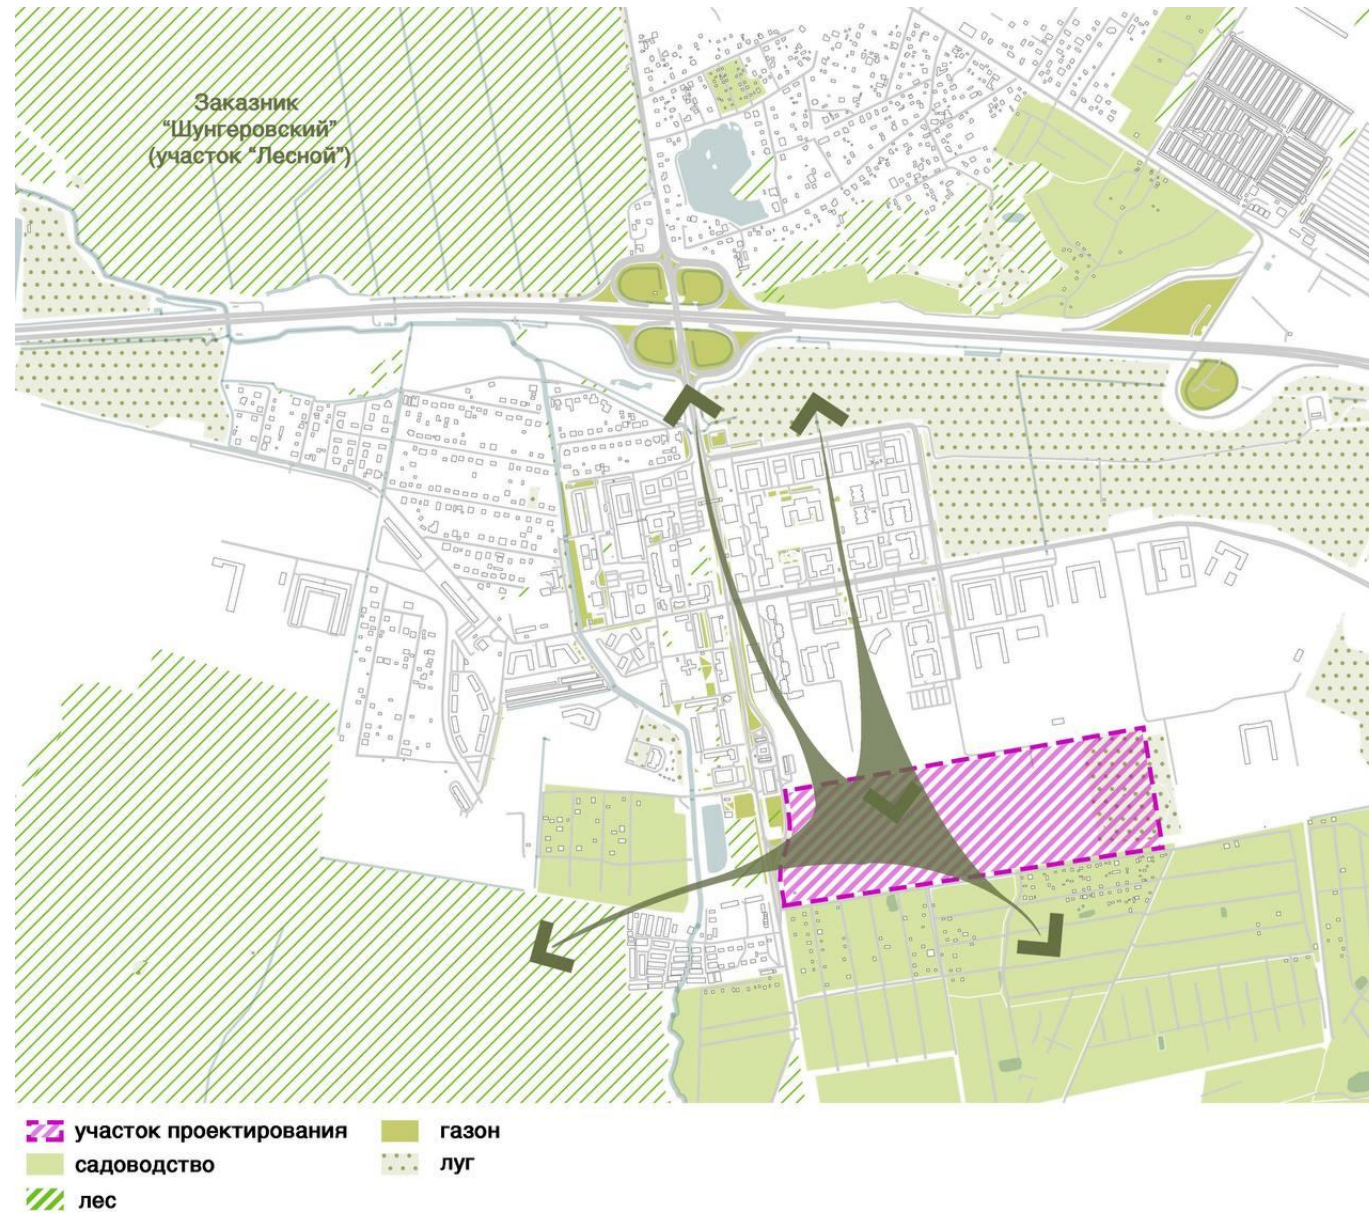 Заказник
“Шунгеровский”
(участок “Лесной”)
участок проектирования
садоводство
лес
газон
луг